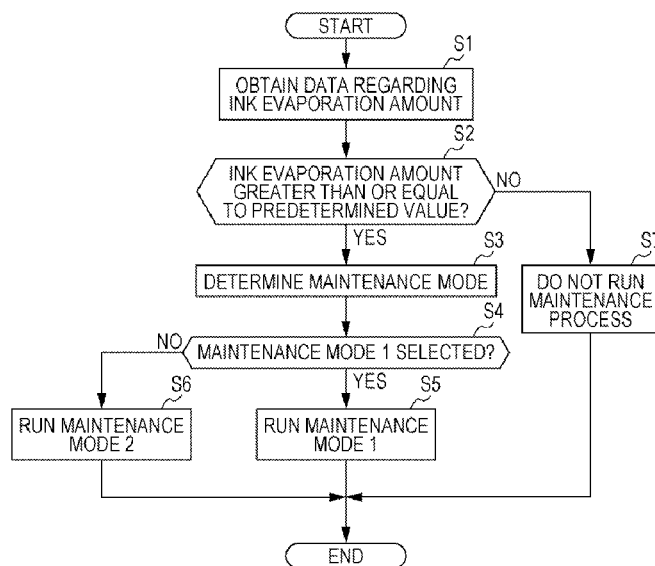 START
S1
OBTAIN DATA REGARDING
INK EVAPORATION AMOUNT
S2
INK EVAPORATION AMOUNT
GREATER THAN OR EQUAL
TO PREDETERMINED VALUE?
NO
YES
S3
DETERMINE MAINTENANCE MODE
S7
DO NOT RUN
MAINTENANCE
PROCESS
S4
NO
MAINTENANCE MODE 1 SELECTED?
YES
S6
RUN MAINTENANCE
MODE 2
S5
RUN MAINTENANCE
MODE 1
END